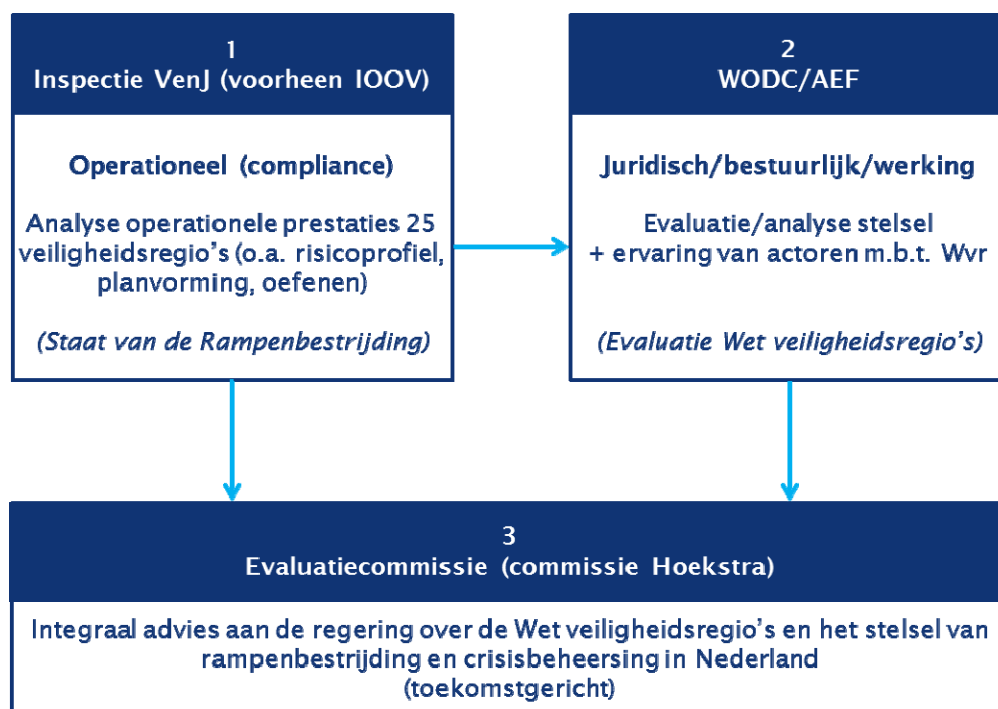 1
Inspectie VenJ (voorheen IOOV)
Operationeel (compliance)
Analyse operationele prestaties 25
veiligheidsregio's (o.a. risicoprofiel,
planvorming, oefenen)
(Staat van de Rampenbestrijding)
2
WODC/AEF
Juridisch/bestuurlijk/werking
Evaluatie/analyse stelsel
+ ervaring van actoren m.b.t. Wvr
(Evaluatie Wet veiligheidsregio's)
3
Evaluatiecommissie (commissie Hoekstra)
Integraal advies aan de regering over de Wet veiligheidsregio's en het stelsel van
rampenbestrijding en crisisbeheersing in Nederland
(toekomstgericht)